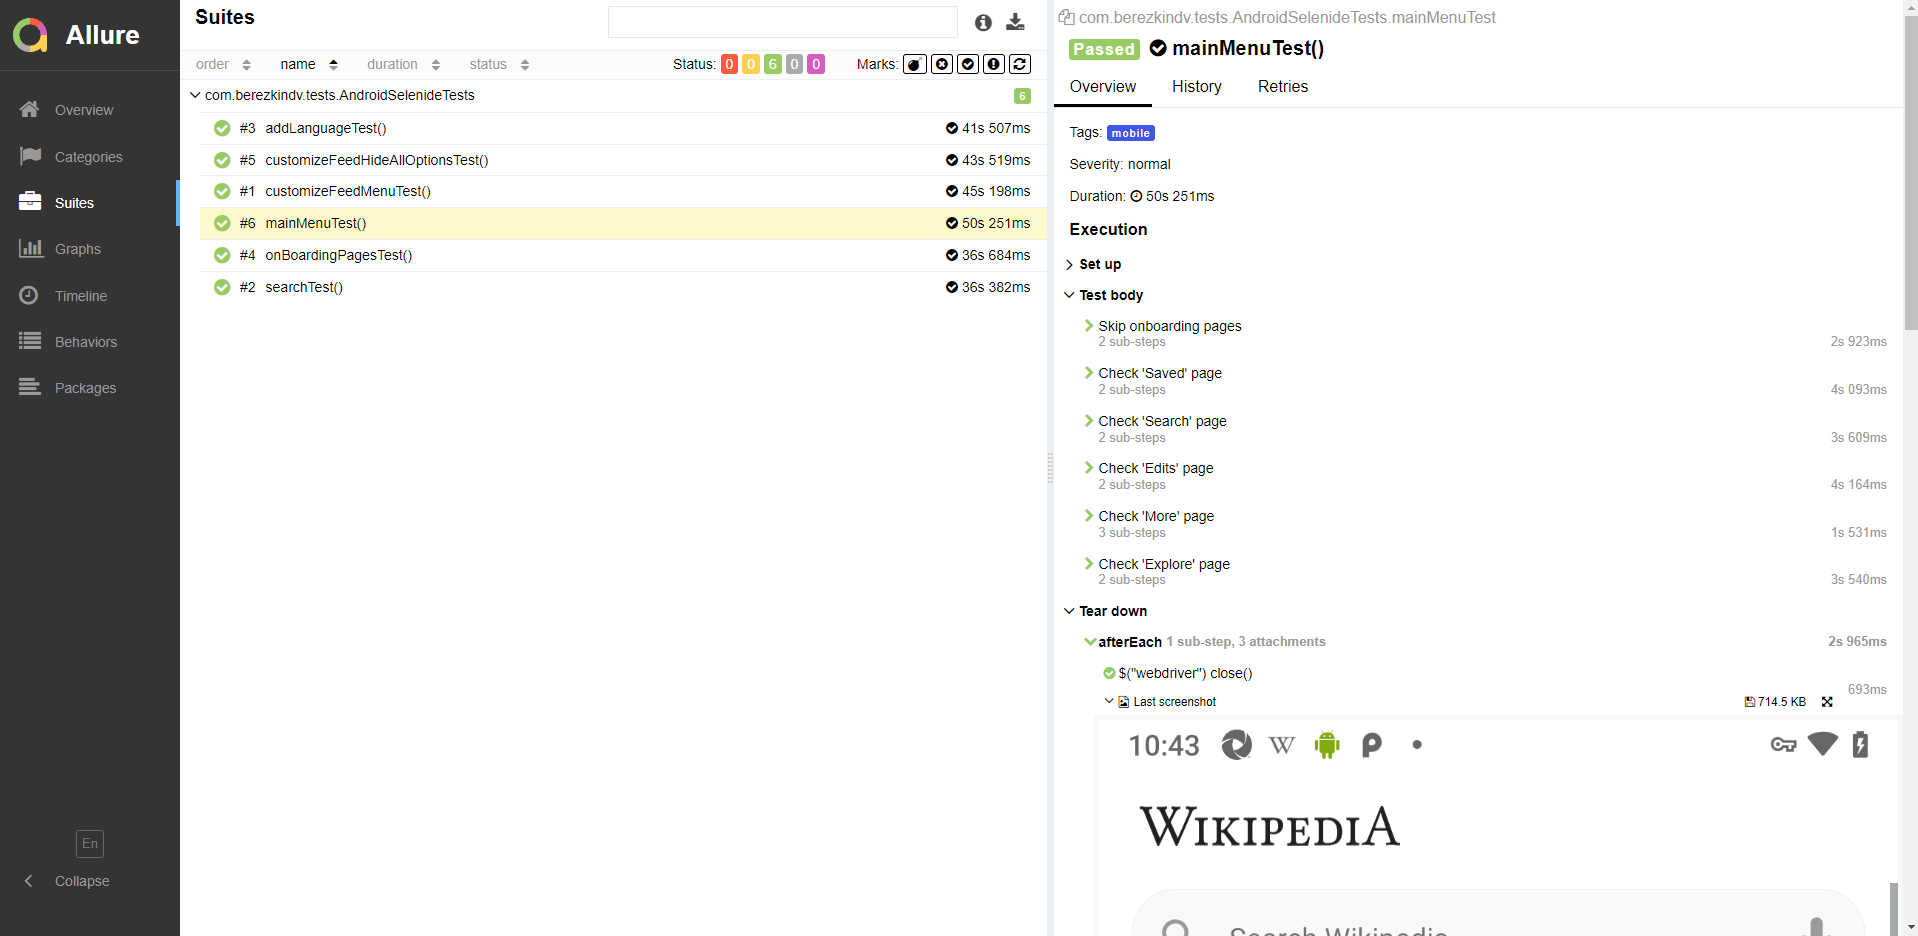 Allure
Overview
Categories
Suites
Graphs
Timeline
Behaviors
Packages
En
Collapse
Suites
order name duration status Status: 0 0 6 0 0 Marks:
com.berezkindv.tests.AndroidSelenideTests 6
#3 addLanguageTest() 41s 507ms
#5 customizeFeedHideAllOptionsTest() 43s 519ms
#1 customizeFeedMenuTest() 45s 198ms
#6 mainMenuTest() 50s 251ms
#4 onBoardingPagesTest() 36s 684ms
#2 searchTest() 36s 382ms
com.berezkindv.tests.AndroidSelenideTests.mainMenuTest
Passed mainMenuTest()
Overview History Retries
Tags: mobile
Severity: normal
Duration: 50s 251ms
Execution
Set up
Test body
Skip onboarding pages
2 sub-steps 2s 923ms
Check 'Saved' page
2 sub-steps 4s 093ms
Check 'Search' page
2 sub-steps 3s 609ms
Check 'Edits' page
2 sub-steps 4s 164ms
Check 'More' page
3 sub-steps 1s 531ms
Check 'Explore' page
2 sub-steps 3s 540ms
Tear down
afterEach 1 sub-step, 3 attachments 2s 965ms
$("webdriver") close()
693ms
Last screenshot 714.5 KB
10:43 W
WIKIPEDIA
Search Wikipedia